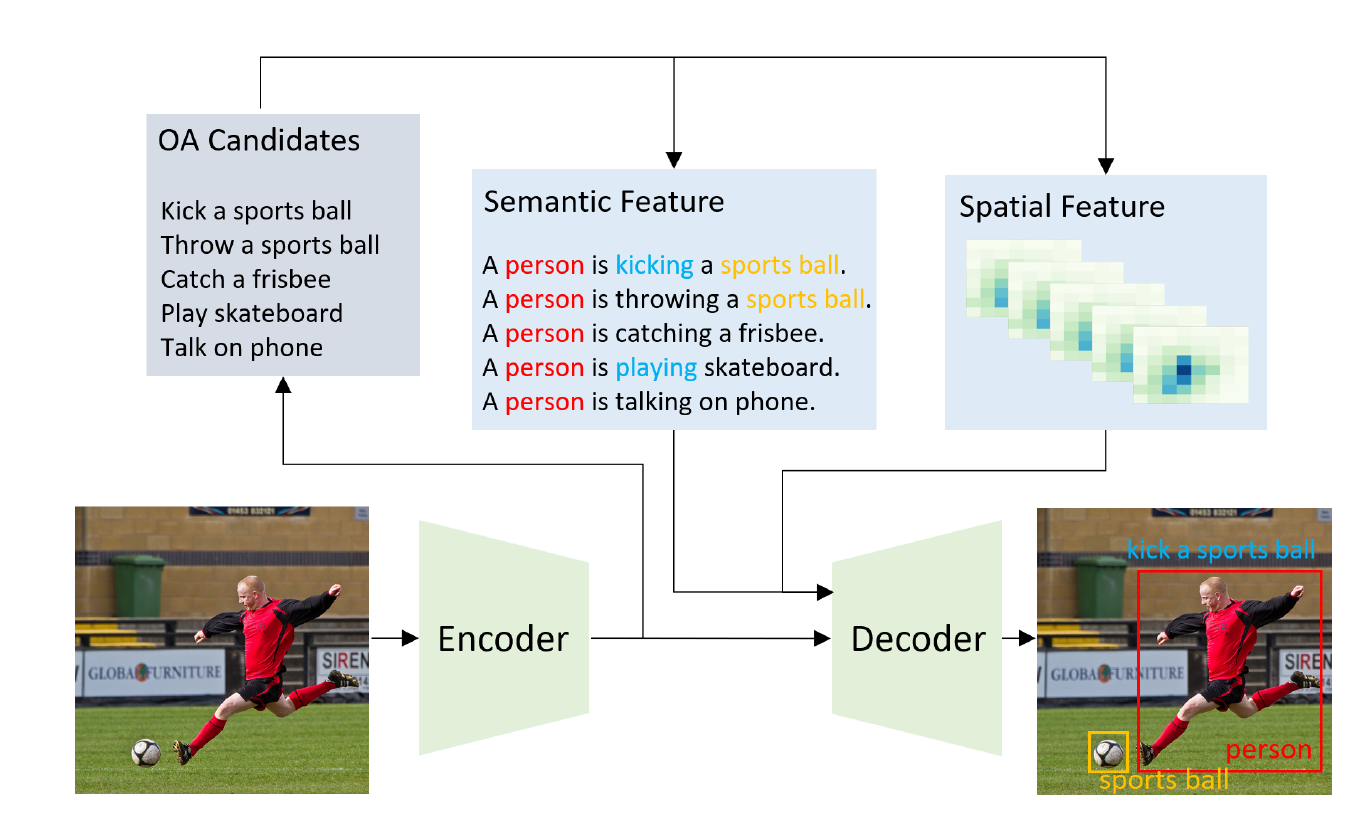 OA Candidates
Kick a sports ball
Throw a sports ball
Catch a frisbee
Play skateboard
Talk on phone
Semantic Feature
A person is kicking a sports ball.
A person is throwing a sports ball.
A person is catching a frisbee.
A person is playing skateboard.
A person is talking on phone.
Spatial Feature
01453 832121
GLOBAL FURNITURE
SIREN
Encoder
Decoder
kick a sports ball
GLOBAL FURNITURE
SIREN
person
sports ball